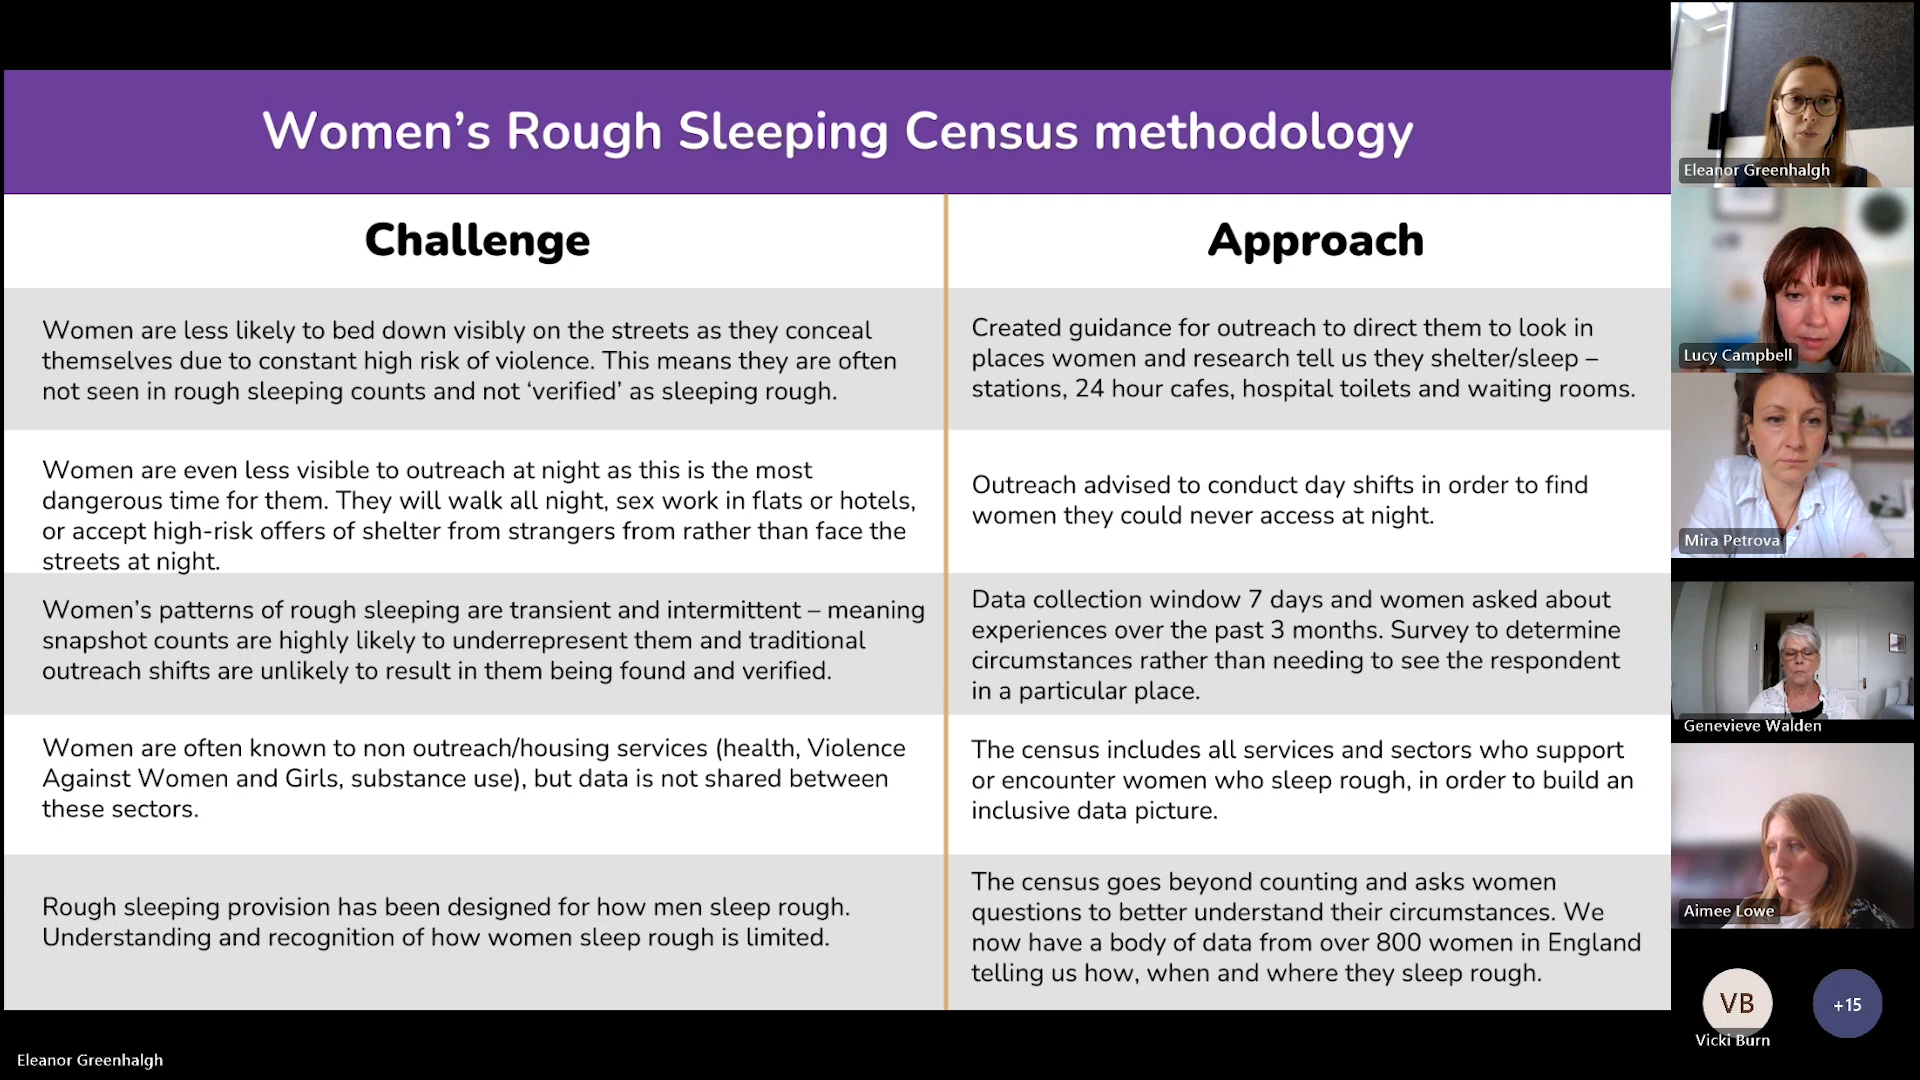 Women’s Rough Sleeping Census methodology
Challenge
Approach
Women are less likely to bed down visibly on the streets as they conceal
themselves due to constant high risk of violence. This means they are often
not seen in rough sleeping counts and not ‘verified’ as sleeping rough.
Created guidance for outreach to direct them to look in
places women and research tell us they shelter/sleep –
stations, 24 hour cafes, hospital toilets and waiting rooms.
Women are even less visible to outreach at night as this is the most
dangerous time for them. They will walk all night, sex work in flats or hotels,
or accept high-risk offers of shelter from strangers from rather than face the
streets at night.
Outreach advised to conduct day shifts in order to find
women they could never access at night.
Women’s patterns of rough sleeping are transient and intermittent – meaning
snapshot counts are highly likely to underrepresent them and traditional
outreach shifts are unlikely to result in them being found and verified.
Data collection window 7 days and women asked about
experiences over the past 3 months. Survey to determine
circumstances rather than needing to see the respondent
in a particular place.
Women are often known to non outreach/housing services (health, Violence
Against Women and Girls, substance use), but data is not shared between
these sectors.
The census includes all services and sectors who support
or encounter women who sleep rough, in order to build an
inclusive data picture.
Rough sleeping provision has been designed for how men sleep rough.
Understanding and recognition of how women sleep rough is limited.
The census goes beyond counting and asks women
questions to better understand their circumstances. We
now have a body of data from over 800 women in England
telling us how, when and where they sleep rough.
Eleanor Greenhalgh
Lucy Campbell
Mira Petrova
Genevieve Walden
Aimee Lowe
VB
+15
Vicki Burn
Eleanor Greenhalgh